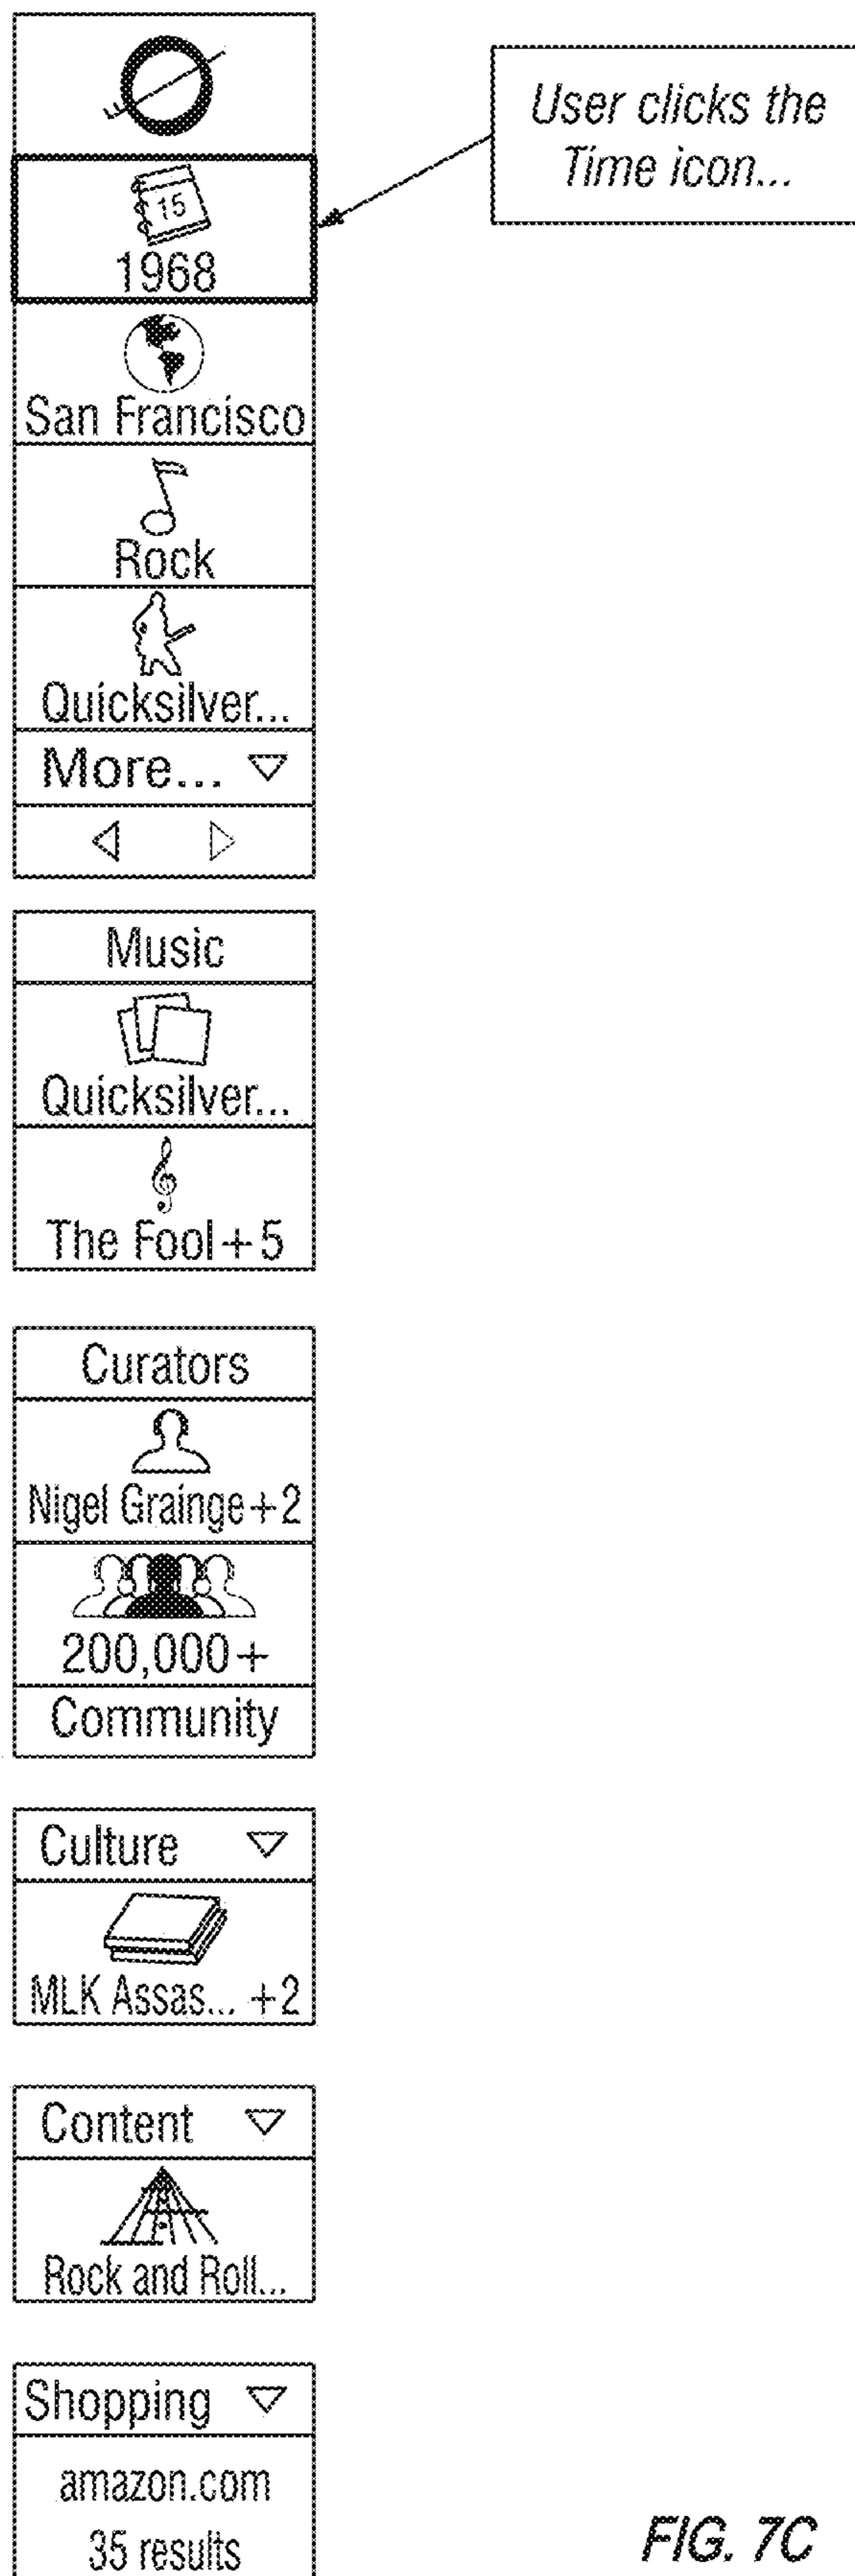 User clicks the
Time icon...
15
1968
San Francisco
Rock
Quicksilver...
More...
Music
Quicksilver...
The Fool+5
Curators
Nigel Grainge+2
200,000+
Community
Culture
MLK Assas... +2
Content
Rock and Roll...
Shopping
amazon.com
35 results
FIG. 7C